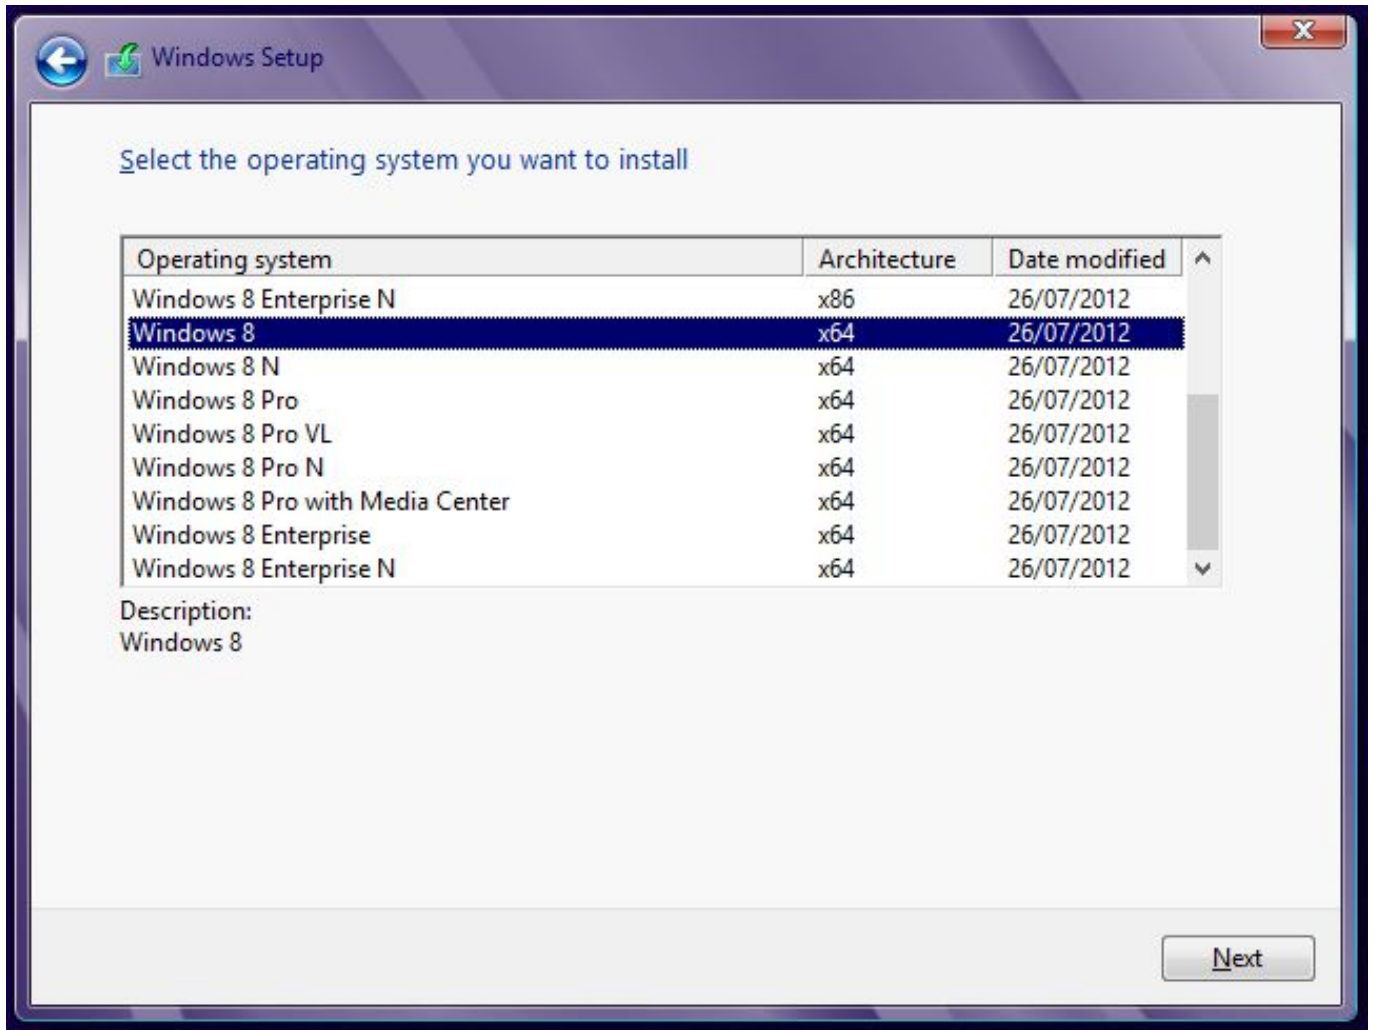 Windows Setup
Select the operating system you want to install
Operating system Architecture Date modified
Windows 8 Enterprise N x86 26/07/2012
Windows 8 x64 26/07/2012
Windows 8 N x64 26/07/2012
Windows 8 Pro x64 26/07/2012
Windows 8 Pro VL x64 26/07/2012
Windows 8 Pro N x64 26/07/2012
Windows 8 Pro with Media Center x64 26/07/2012
Windows 8 Enterprise x64 26/07/2012
Windows 8 Enterprise N x64 26/07/2012
Description:
Windows 8
Next